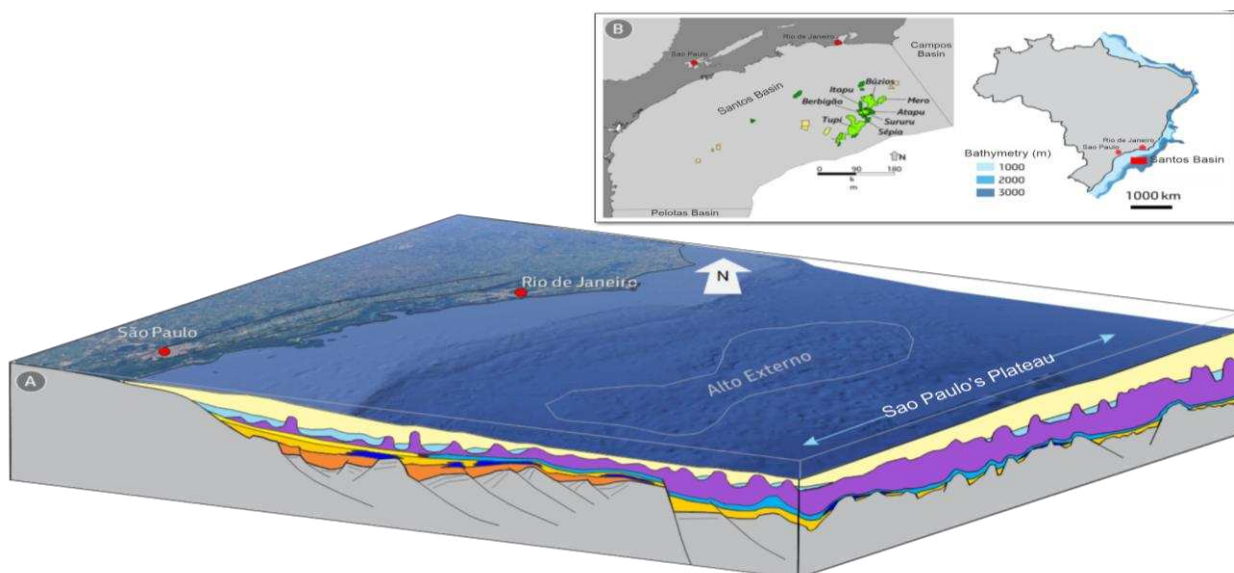 B
Sao Paulo
Rio de Janeiro
Campos
Basin
Santos Basin
Búzios
Itapu
Mero
Berbigão
Atapu
Tupi
Sururu
Sépia
N
0 90 180
k
m
Pelotas Basin
Rio de Janeiro
Sao Paulo
Santos Basin
Bathymetry (m)
1000
2000
3000
1000 km
N
Rio de Janeiro
São Paulo
Alto Externo
Sao Paulo's Plateau
A